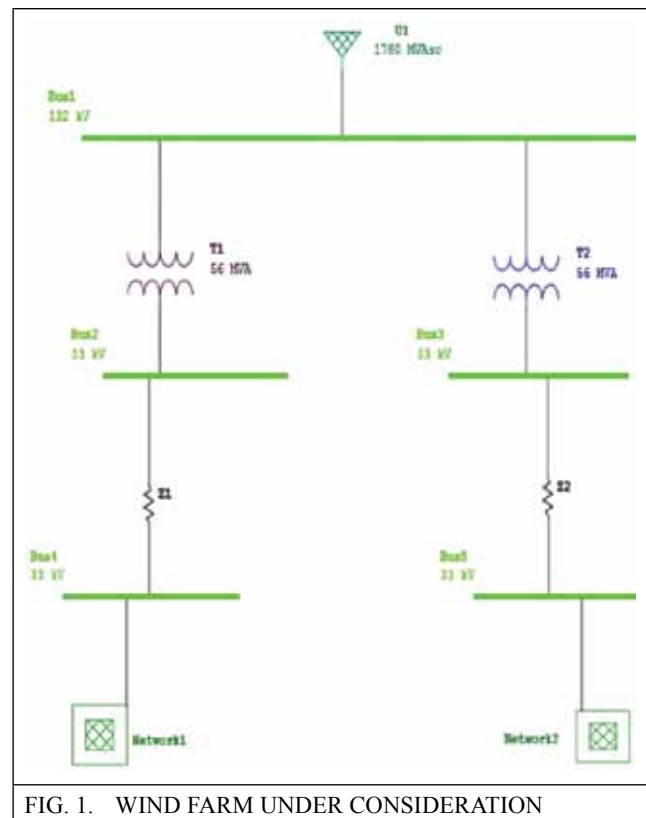 U1
1780 MVAsc
Bus1
132 kV
T1
56 MVA
T2
56 MVA
Bus2
33 kV
Bus3
33 kV
Z1
Z2
Bus4
33 kV
Bus5
33 kV
Network1
Network2
FIG. 1. WIND FARM UNDER CONSIDERATION